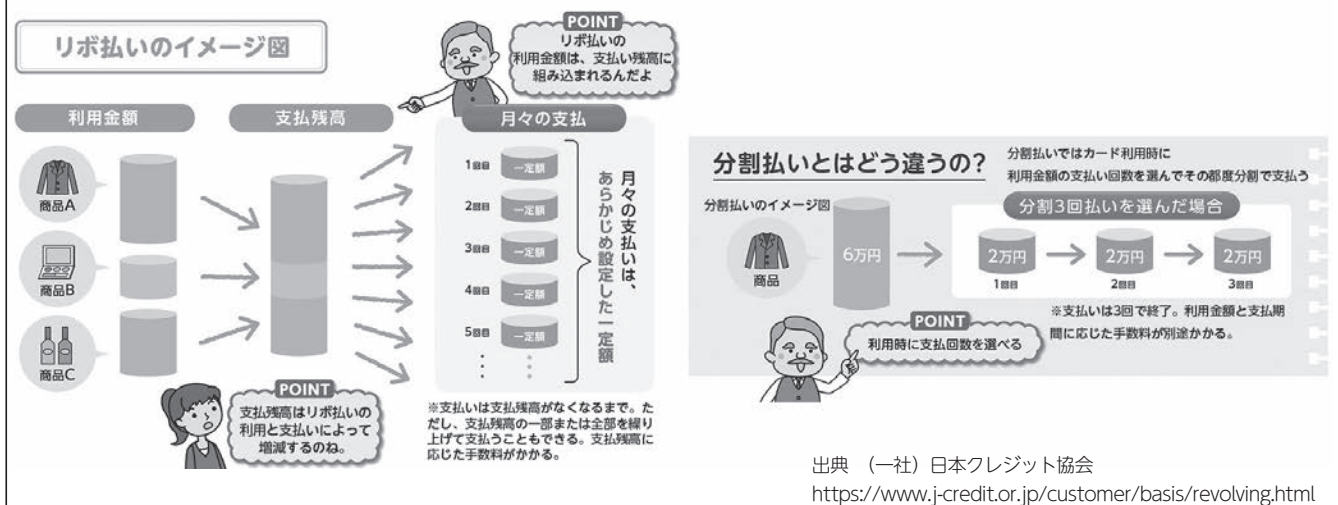 リボ払いのイメージ図
POINT
リボ払いの
利用金額は、支払い残高に
組み込まれるんだよ
利用金額
支払残高
月々の支払
商品A
商品B
商品C
1回目
一定額
2回目
一定額
3回目
一定額
4回目
一定額
5回目
一定額
月々の支払いは、
あらかじめ設定した一定額
POINT
支払残高はリボ払いの
利用と支払いによって
増減するのね。
※支払いは支払残高がなくなるまで。た
だし、支払残高の一部または全部を繰り
上げて支払うこともできる。支払残高に
応じた手数料がかかる。
分割払いとはどう違うの?
分割払いではカード利用時に
利用金額の支払い回数を選んでその都度分割で支払う
分割払いのイメージ図
商品
6万円
分割3回払いを選んだ場合
2万円
2万円
2万円
1回目
2回目
3回目
※支払いは3回で終了。利用金額と支払期
間に応じた手数料が別途かかる。
POINT
利用時に支払回数を選べる
出典 (一社)日本クレジット協会
https://www.j-credit.or.jp/customer/basis/revolving.html